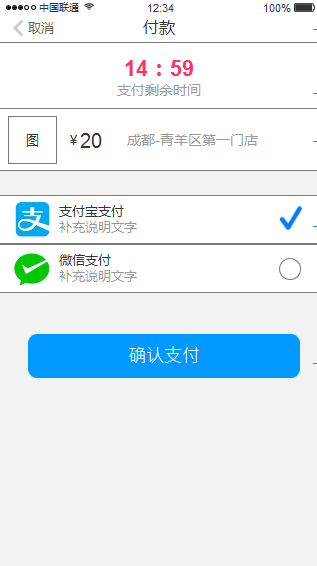 中国联通 12:34 100%
取消 付款
14：59
支付剩余时间
图 ¥20 成都-青羊区第一门店
支付宝支付
补充说明文字
微信支付
补充说明文字
确认支付